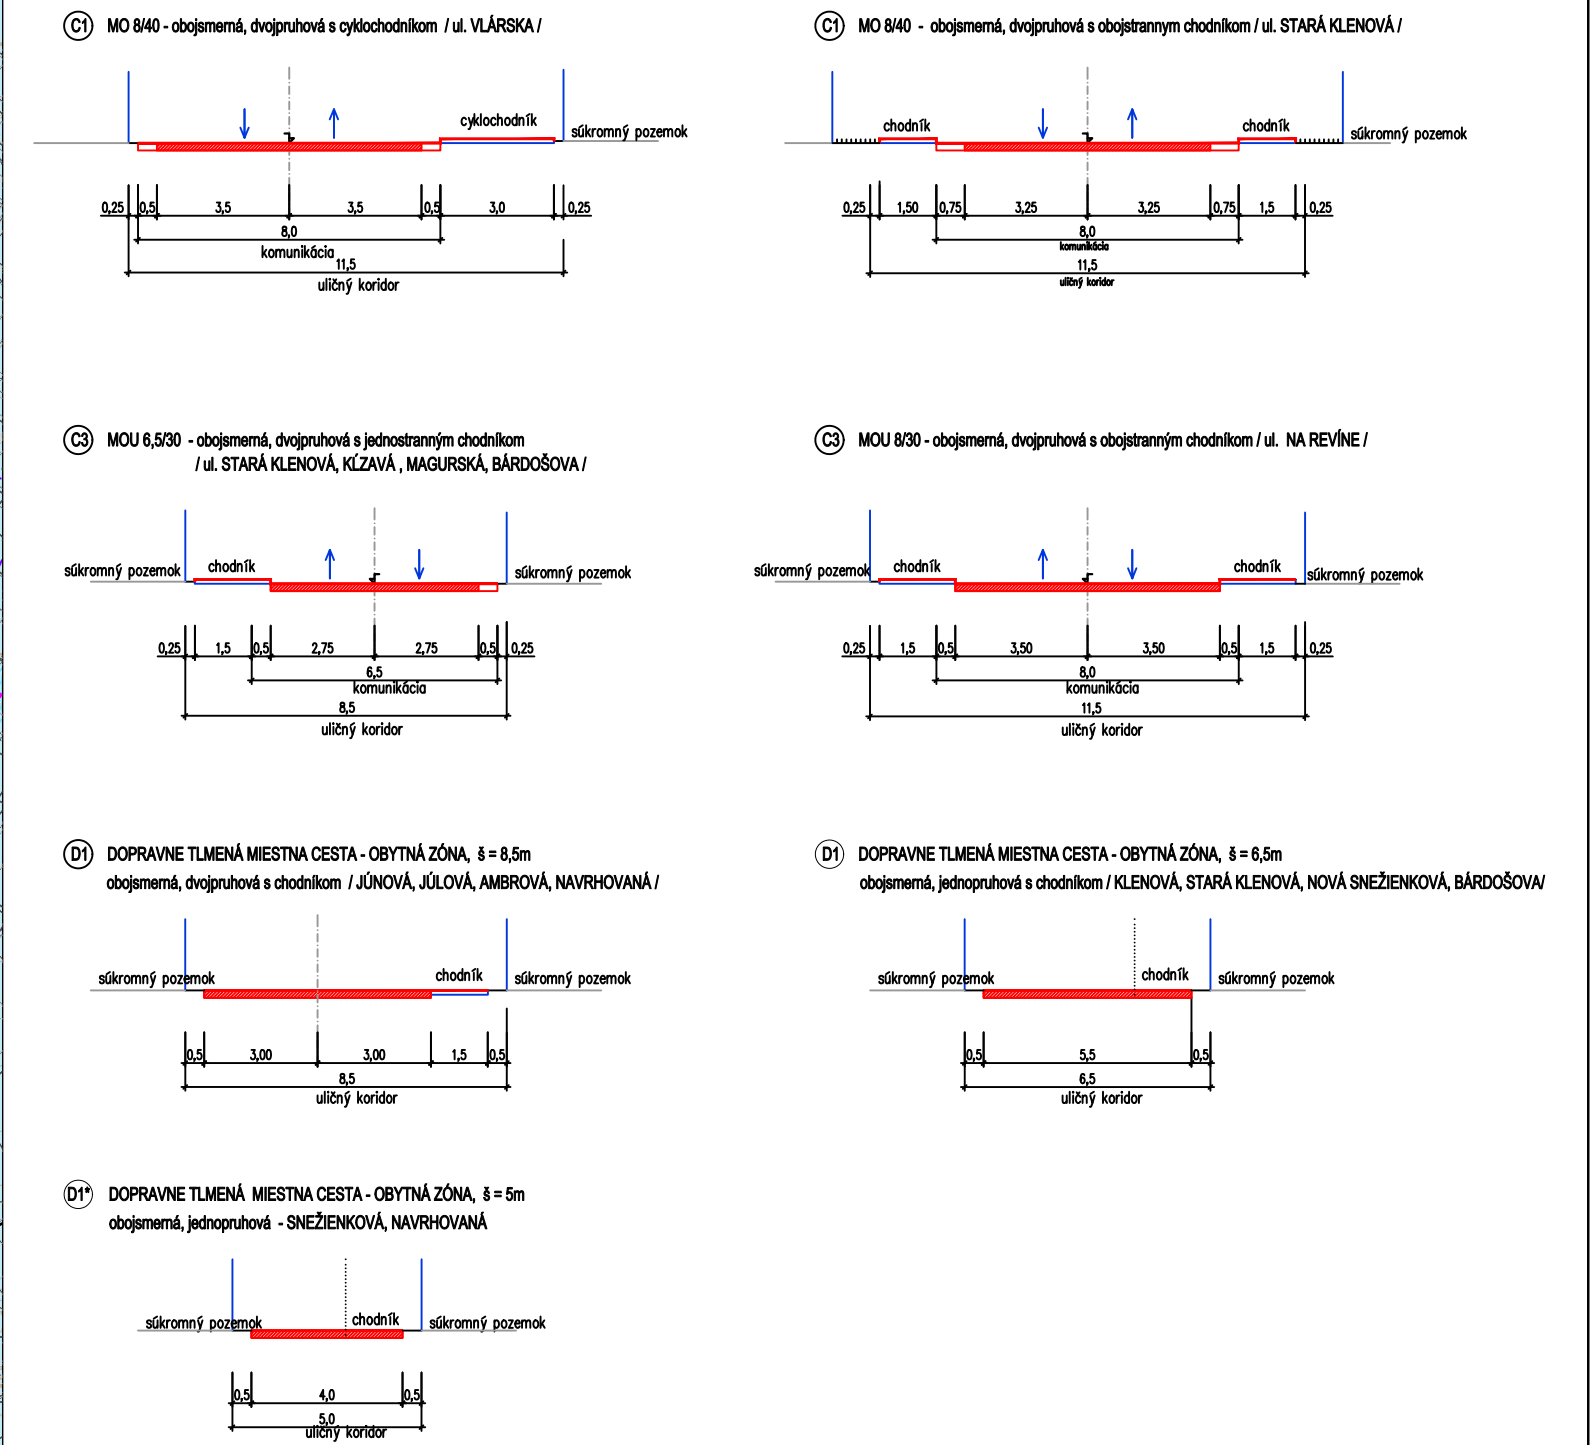 C1 MO 8/40 - obojsmerná, dvojpruhová s cyklochodníkom / ul. VLÁRSKA /
cyklochodník
súkromný pozemok
0,25 0,5 3,5 3,5 0,5 3,0 0,25
8,0
komunikácia
11,5
uličný koridor
C1 MO 8/40 - obojsmerná, dvojpruhová s obojstranným chodníkom / ul. STARÁ KLENOVÁ /
chodník chodník
súkromný pozemok
0,25 1,50 0,75 3,25 3,25 0,75 1,5 0,25
8,0
komunikácia
11,5
uličný koridor
C3 MOU 6,5/30 - obojsmerná, dvojpruhová s jednostranným chodníkom
/ ul. STARÁ KLENOVÁ, KĹZAVÁ , MAGURSKÁ, BÁRDOŠOVA /
súkromný pozemok chodník súkromný pozemok
0,25 1,5 0,5 2,75 2,75 0,5 0,25
6,5
komunikácia
8,5
uličný koridor
C3 MOU 8/30 - obojsmerná, dvojpruhová s obojstranným chodníkom / ul. NA REVÍNE /
súkromný pozemok chodník chodník súkromný pozemok
0,25 1,5 0,5 3,50 3,50 0,5 1,5 0,25
8,0
komunikácia
11,5
uličný koridor
D1 DOPRAVNE TLMENÁ MIESTNA CESTA - OBYTNÁ ZÓNA, š = 8,5m
obojsmerná, dvojpruhová s chodníkom / JÚNOVÁ, JÚLOVÁ, AMBROVÁ, NAVRHOVANÁ /
súkromný pozemok chodník súkromný pozemok
0,5 3,00 3,00 1,5 0,5
8,5
uličný koridor
D1 DOPRAVNE TLMENÁ MIESTNA CESTA - OBYTNÁ ZÓNA, š = 6,5m
obojsmerná, jednopruhová s chodníkom / KLENOVÁ, STARÁ KLENOVÁ, NOVÁ SNEŽIENKOVÁ, BÁRDOŠOVA/
súkromný pozemok chodník súkromný pozemok
0,5 5,5 0,5
6,5
uličný koridor
D1* DOPRAVNE TLMENÁ MIESTNA CESTA - OBYTNÁ ZÓNA, š = 5m
obojsmerná, jednopruhová - SNEŽIENKOVÁ, NAVRHOVANÁ
súkromný pozemok chodník súkromný pozemok
0,5 4,0 0,5
5,0
uličný koridor